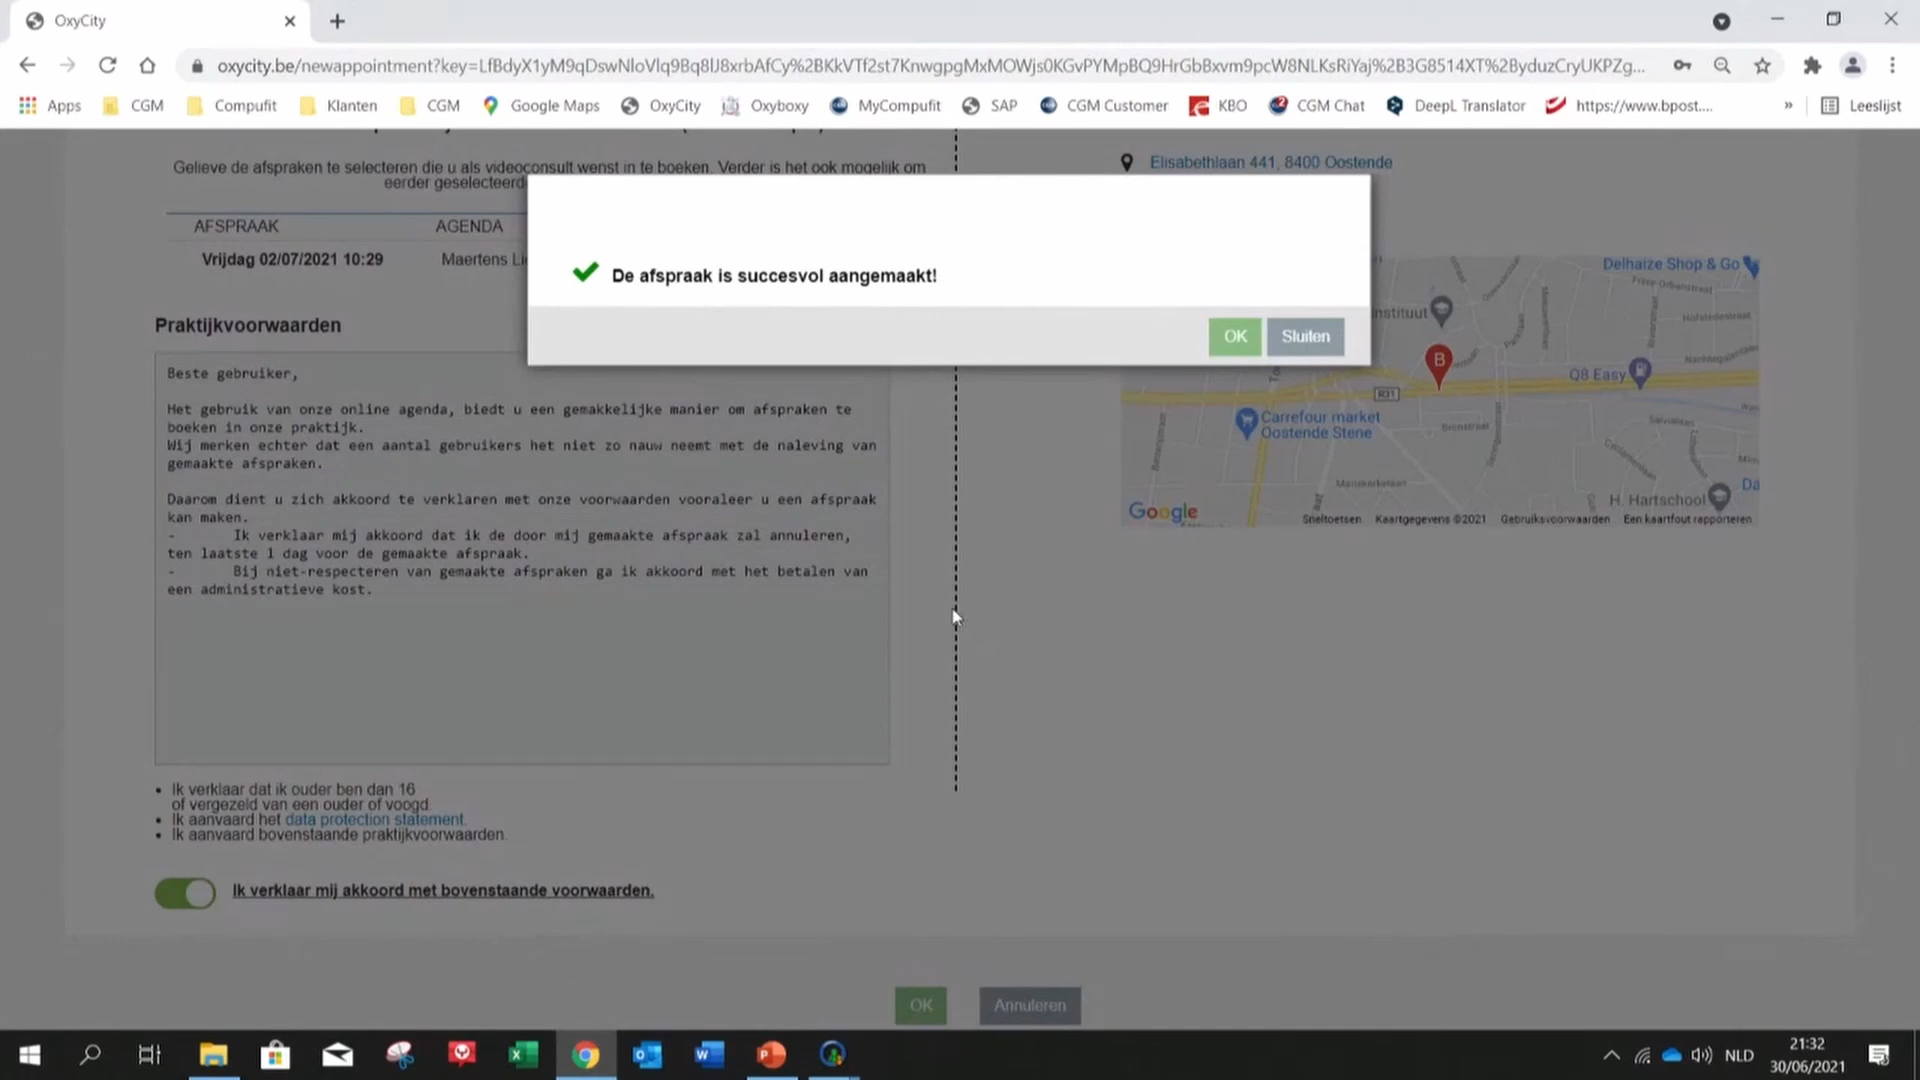 OxyCity
oxycity.be/newappointment?key=
Apps CGM Compufit Klanten CGM Google Maps OxyCity Oxyboxy MyCompufit SAP CGM Customer KBO CGM Chat DeepL Translator https://www.bpost.... » Leeslijst
Gelieve de afspraken te selecteren die u als videoconsult wenst in te boeken. Verder is het ook mogelijk om
eerder geselecteerd
AFSPRAAK AGENDA
Vrijdag 02/07/2021 10:29 Maertens
De afspraak is succesvol aangemaakt!
OK Sluiten
Praktijkvoorwaarden
Beste gebruiker,
Het gebruik van onze online agenda, biedt u een gemakkelijke manier om afspraken te
boeken in onze praktijk.
Wij merken echter dat een aantal gebruikers het niet zo nauw neemt met de naleving van
gemaakte afspraken.
Daarom dient u zich akkoord te verklaren met onze voorwaarden vooraleer u een afspraak
kan maken.
- Ik verklaar mij akkoord dat ik de door mij gemaakte afspraak zal annuleren,
ten laatste 1 dag voor de gemaakte afspraak.
- Bij niet-respecteren van gemaakte afspraken ga ik akkoord met het betalen van
een administratieve kost.
• Ik verklaar dat ik ouder ben dan 16
of vergezeld van een ouder of voogd
• Ik aanvaard het data protection statement.
• Ik aanvaard bovenstaande praktijkvoorwaarden.
Ik verklaar mij akkoord met bovenstaande voorwaarden.
Elisabethlaan 441, 8400 Oostende
Delhaize Shop & Go
nstituut
Q8 Easy
R31
Carrefour market
Oostende Stene
H. Hartschool
Da
Google
Sneltoetsen Kaartgegevens ©2021 Gebruiksvoorwaarden Een kaartfout rapporteren
OK Annuleren
NLD
21:32
30/06/2021